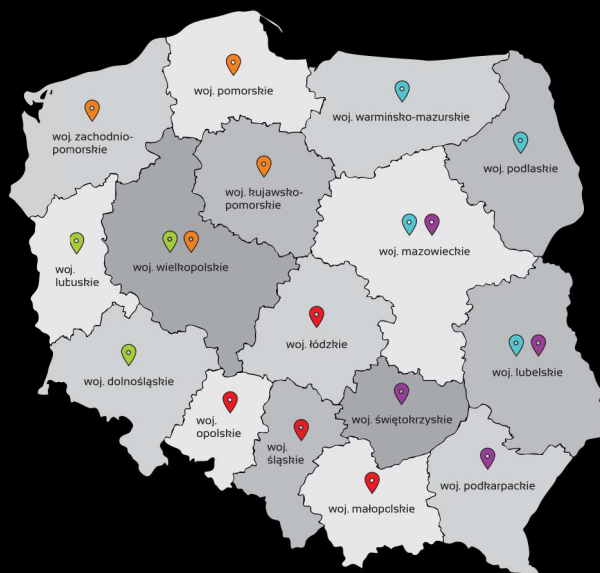 woj. pomorskie
woj. warmińsko-mazurskie
woj. zachodnio-
pomorskie
woj. podlaskie
woj. kujawsko-
pomorskie
woj. mazowieckie
woj. wielkopolskie
woj.
lubuskie
woj. łódzkie
woj. lubelskie
woj. dolnośląskie
woj.
opolskie
woj. świętokrzyskie
woj.
śląskie
woj. podkarpackie
woj. małopolskie